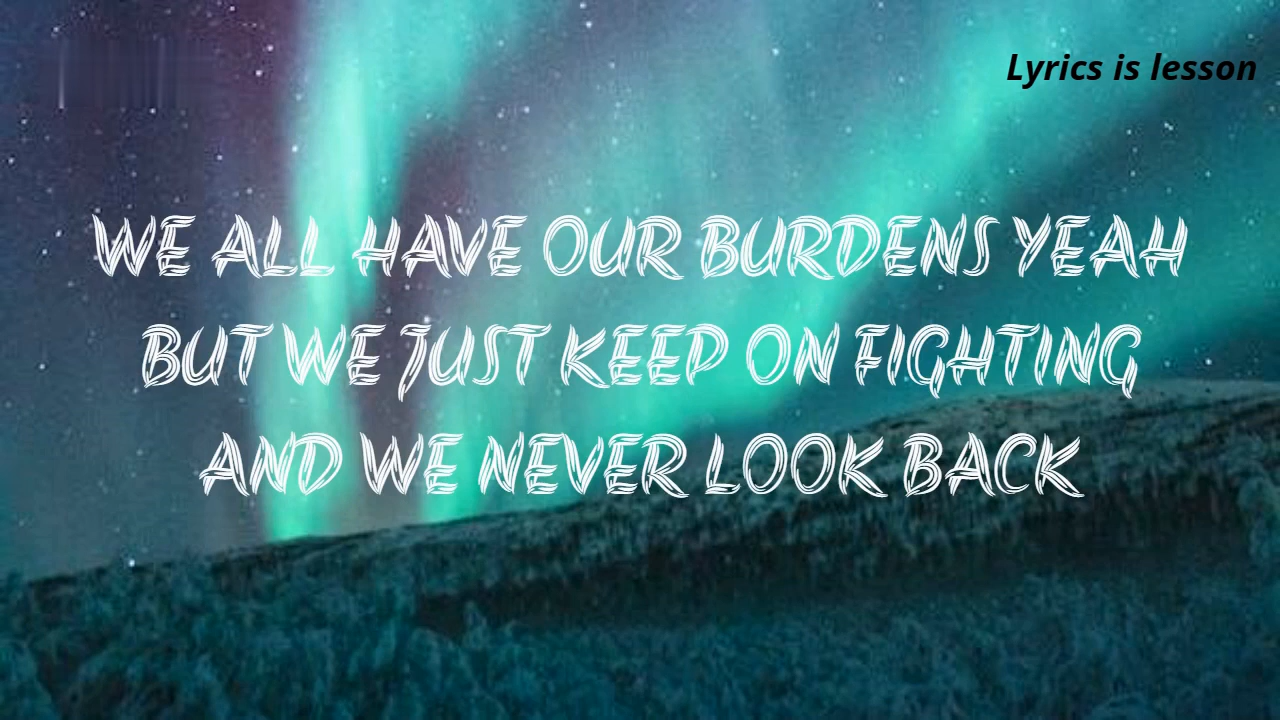 Lyrics is lesson
WE ALL HAVE OUR BURDENS YEAH
BUT WE JUST KEEP ON FIGHTING
AND WE NEVER LOOK BACK